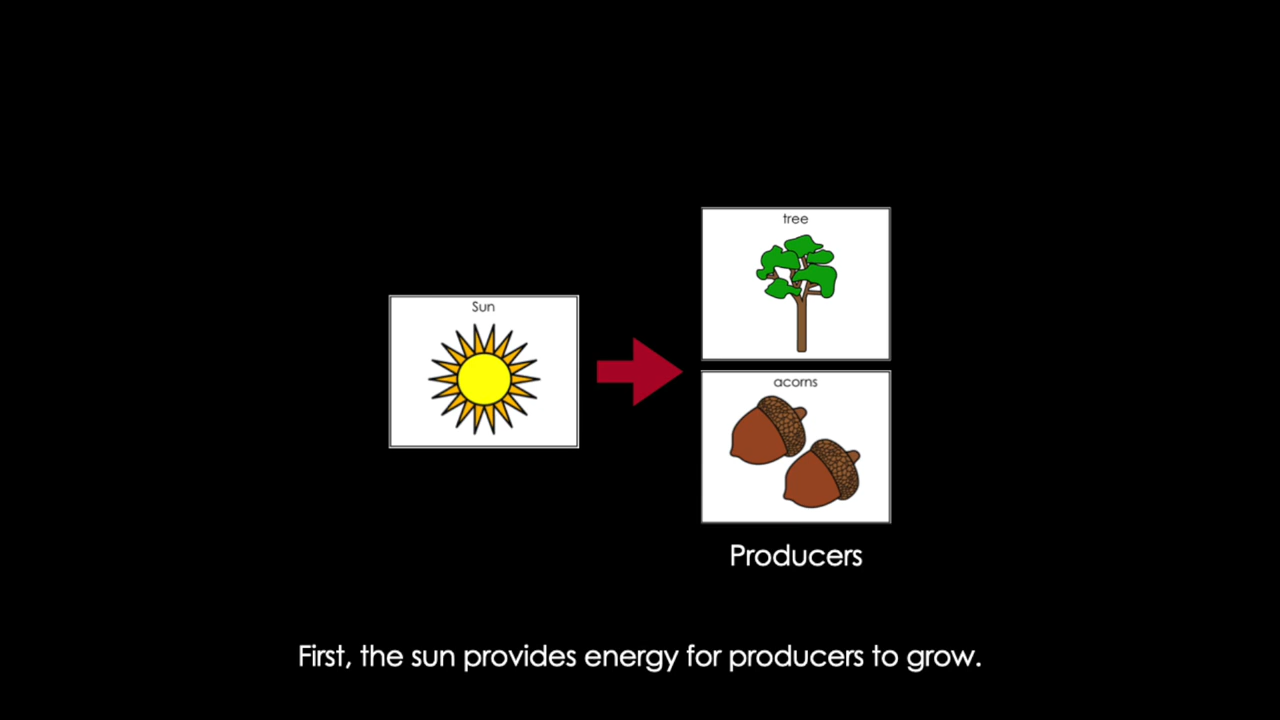 Sun
tree
acorns
Producers
First, the sun provides energy for producers to grow.